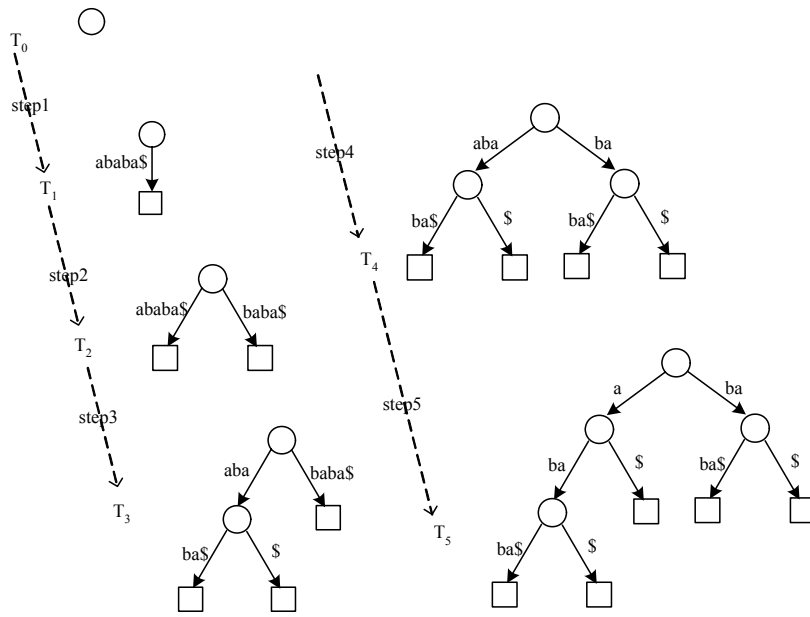 T0
step1
ababa$
T1
step2
ababa$ baba$
T2
step3
aba baba$
T3
ba$ $
step4
aba ba
ba$ $ ba$ $
T4
step5
a ba
ba $ ba$ $
T5
ba$ $